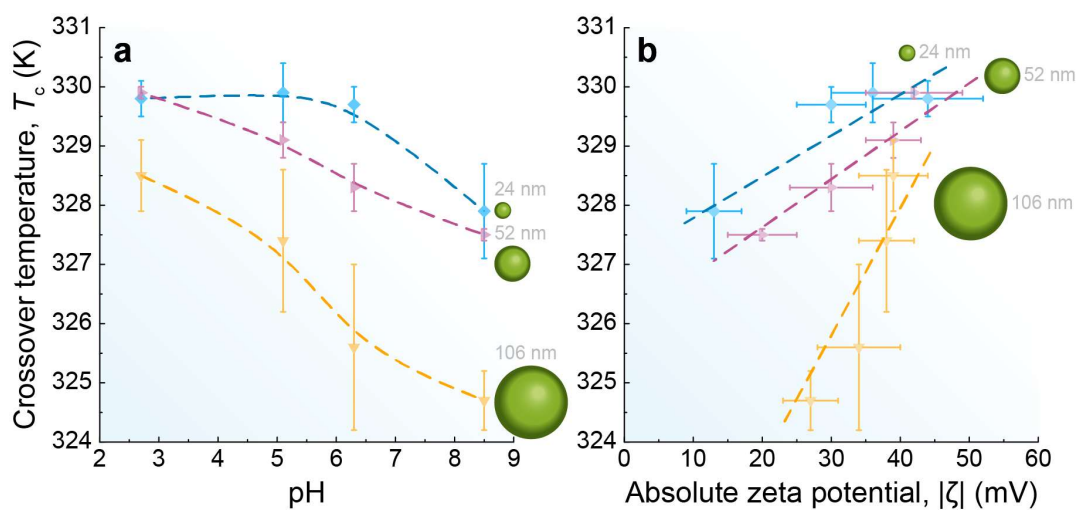 a
Crossover temperature, T_c (K)
331
330
329
328
327
326
325
324
2 3 4 5 6 7 8 9
pH
24 nm
52 nm
106 nm
b
331
330
329
328
327
326
325
324
0 10 20 30 40 50 60
Absolute zeta potential, |ζ| (mV)
24 nm
52 nm
106 nm